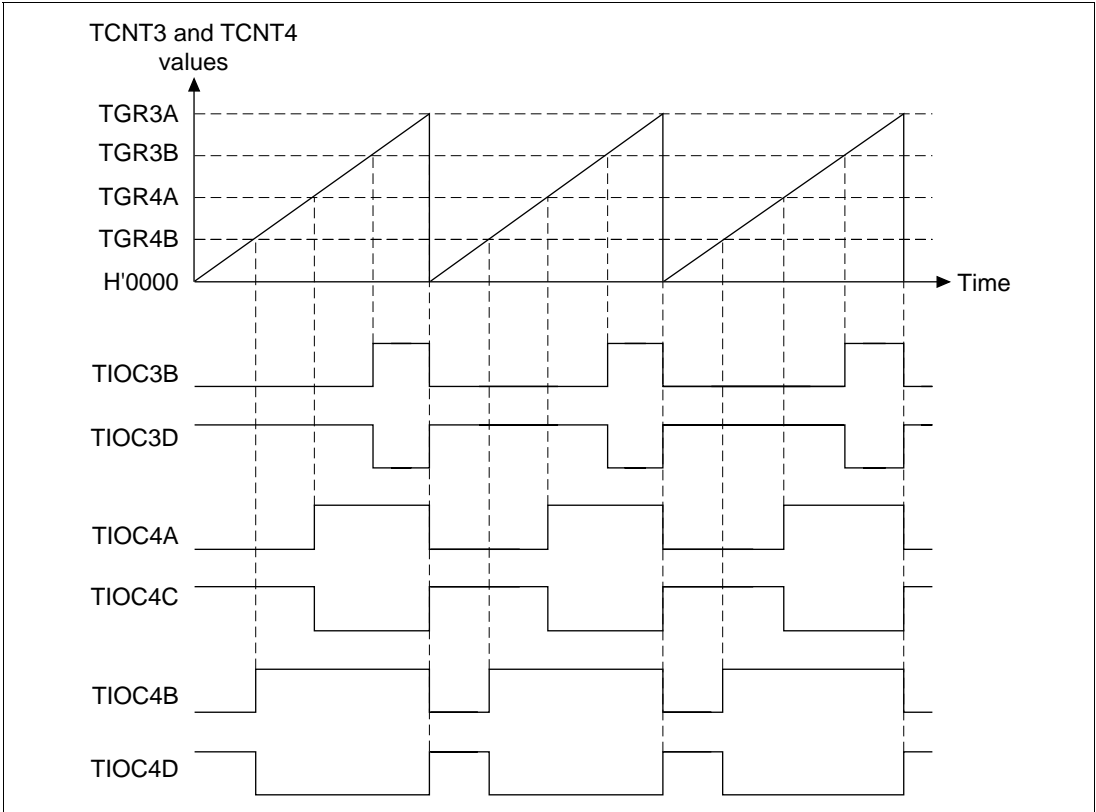 TCNT3 and TCNT4
values
TGR3A
TGR3B
TGR4A
TGR4B
H'0000
Time
TIOC3B
TIOC3D
TIOC4A
TIOC4C
TIOC4B
TIOC4D